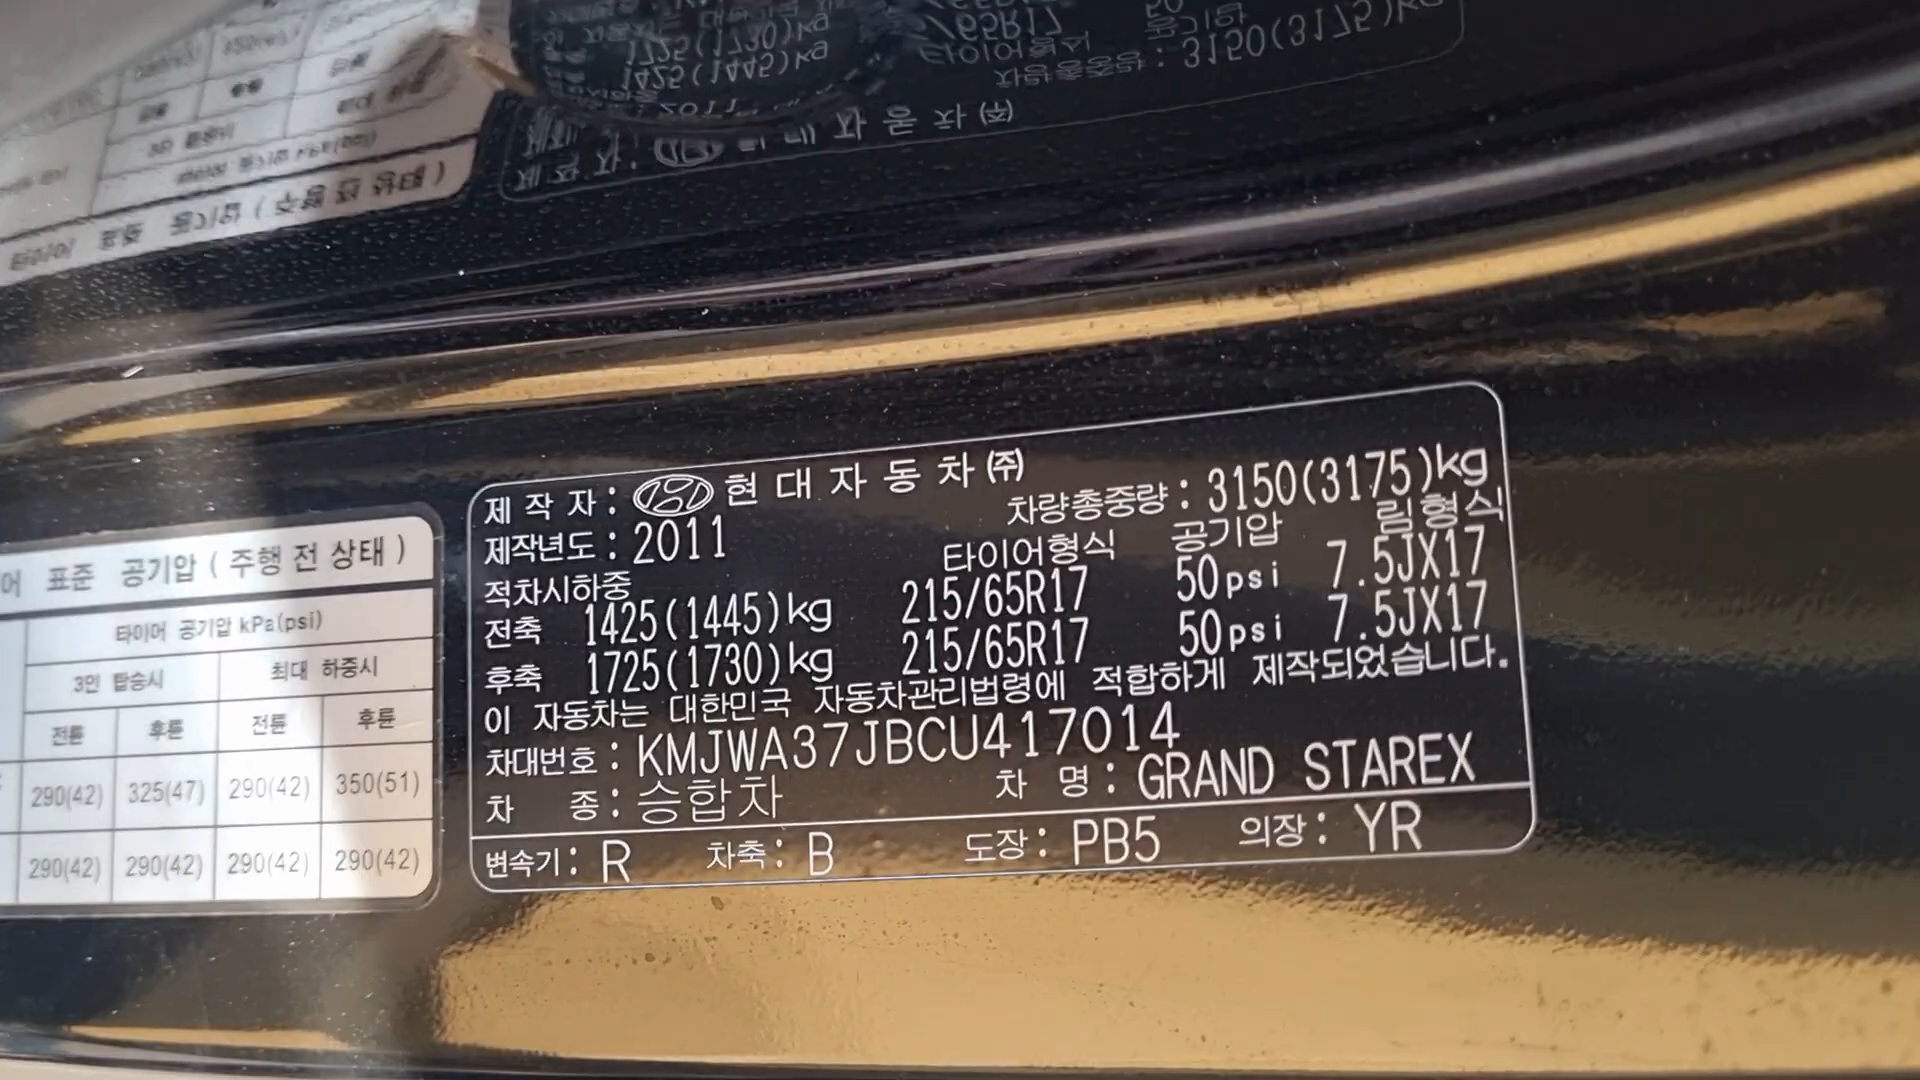 어 표준 공기압 ( 주행 전 상태 )
타이어 공기압 kPa(psi)
3인 탑승시 최대 하중시
전륜 후륜 전륜 후륜
290(42) 325(47) 290(42) 350(51)
290(42) 290(42) 290(42) 290(42)
제 작 자 : 현 대 자 동 차 ㈜
차량총중량 : 3150(3175)kg
제작년도 : 2011
타이어형식 공기압 림형식
적차시하중
전축 1425(1445)kg 215/65R17 50psi 7.5JX17
후축 1725(1730)kg 215/65R17 50psi 7.5JX17
이 자동차는 대한민국 자동차관리법령에 적합하게 제작되었습니다.
차대번호 : KMJWA37JBCU417014
차 종 : 승합차 차 명 : GRAND STAREX
변속기 : R 차축 : B 도장 : PB5 의장 : YR